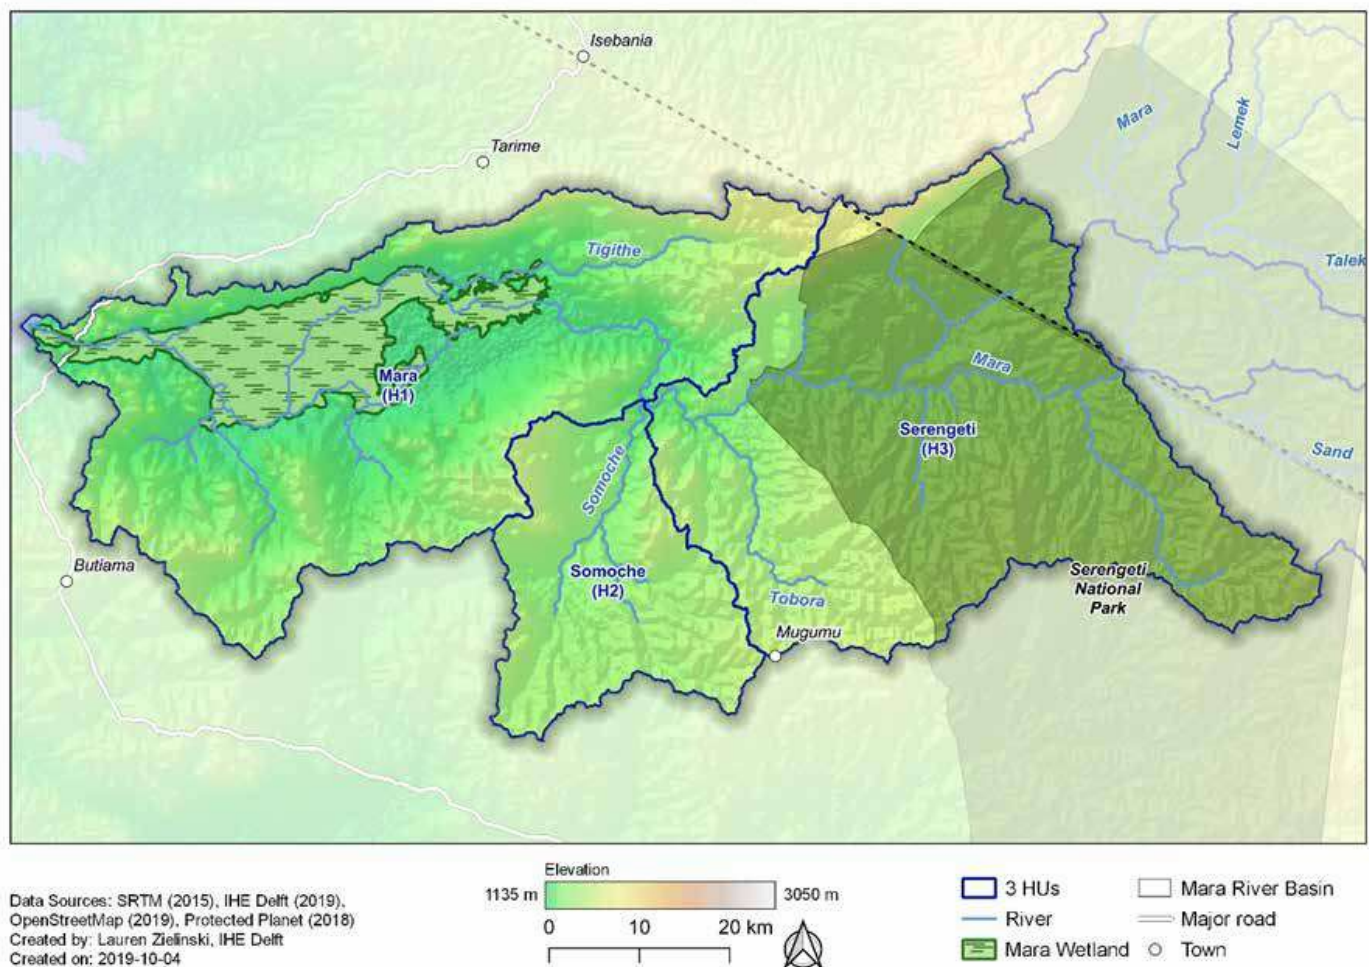 Isebania
Mara
Lemek
Tarime
Tigithe
Talek
Mara
(H1)
Mara
Serengeti
(H3)
Sand
Somoche
Butiama
Somoche
(H2)
Tobora
Serengeti
National
Park
Mugumu
Elevation
1135 m
3050 m
0
10
20 km
Data Sources: SRTM (2015), IHE Delft (2019),
OpenStreetMap (2019), Protected Planet (2018)
Created by: Lauren Zielinski, IHE Delft
Created on: 2019-10-04
3 HUs
Mara River Basin
River
Major road
Mara Wetland
Town